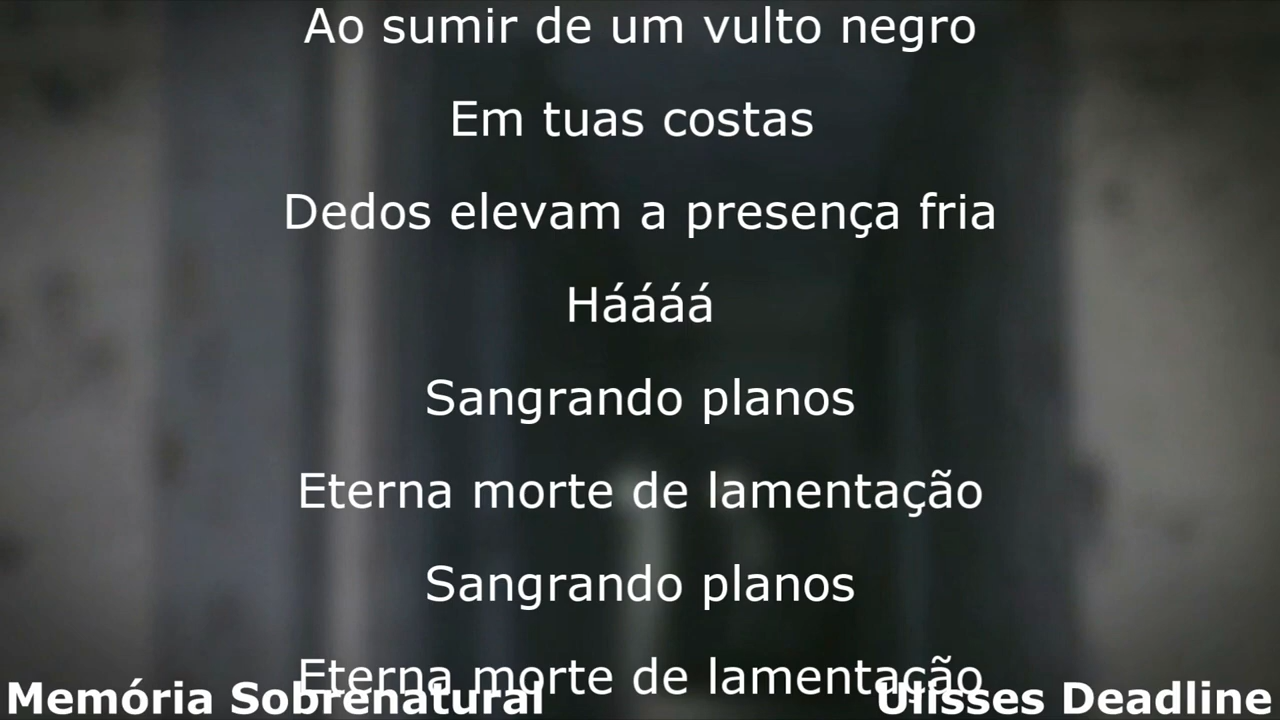 Ao sumir de um vulto negro
Em tuas costas
Dedos elevam a presença fria
Háááá
Sangrando planos
Eterna morte de lamentação
Sangrando planos
Eterna morte de lamentação
Memória Sobrenatural
Ulisses Deadline